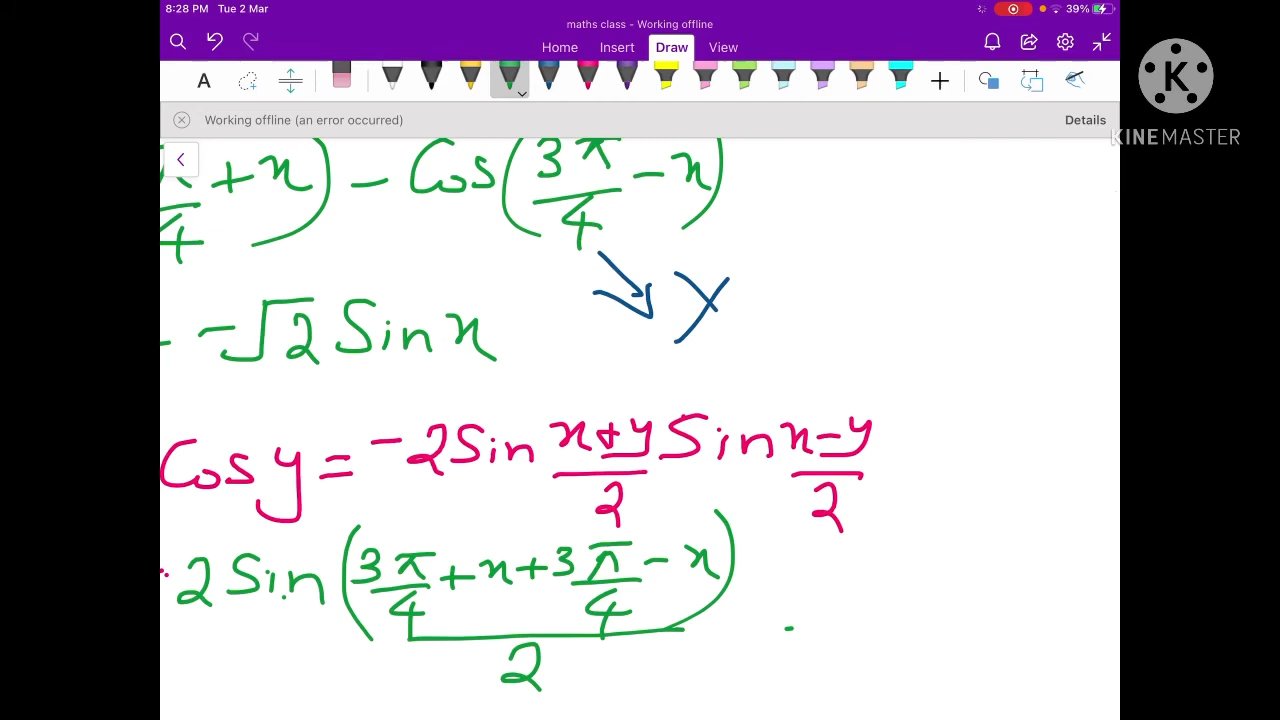 8:28 PM Tue 2 Mar
39%
maths class - Working offline
Home Insert Draw View
A
Working offline (an error occurred) Details
K
KINEMASTER
π/4 + x) - Cos(3π/4 - x)
- -√2 Sin x
y
Cos y = -2 Sin x+y/2 Sin x-y/2
2 Sin (3π/4 + x + 3π/4 - x)
2